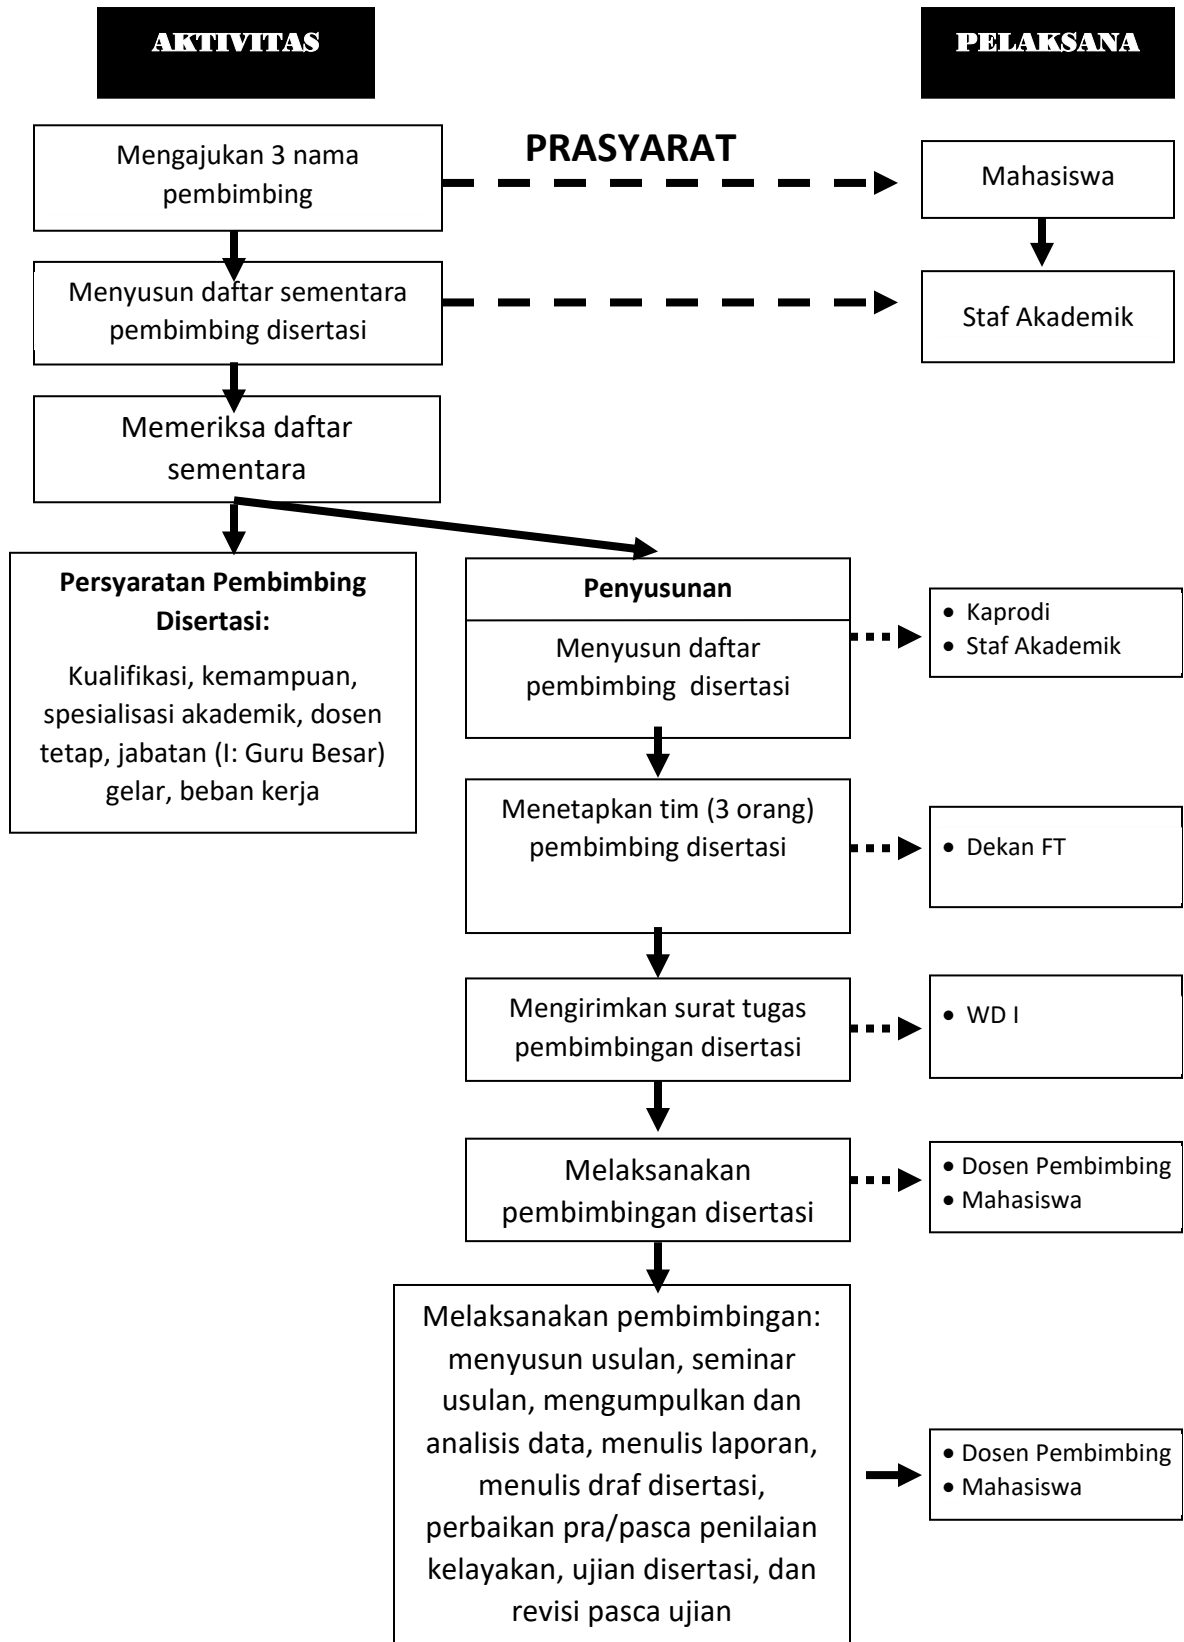 AKTIVITAS
PELAKSANA
Mengajukan 3 nama
pembimbing
PRASYARAT
Mahasiswa
Menyusun daftar sementara
pembimbing disertasi
Staf Akademik
Memeriksa daftar
sementara
Persyaratan Pembimbing
Disertasi:
Kualifikasi, kemampuan,
spesialisasi akademik, dosen
tetap, jabatan (I: Guru Besar)
gelar, beban kerja
Penyusunan
Menyusun daftar
pembimbing disertasi
• Kaprodi
• Staf Akademik
Menetapkan tim (3 orang)
pembimbing disertasi
• Dekan FT
Mengirimkan surat tugas
pembimbingan disertasi
• WD I
Melaksanakan
pembimbingan disertasi
• Dosen Pembimbing
• Mahasiswa
Melaksanakan pembimbingan:
menyusun usulan, seminar
usulan, mengumpulkan dan
analisis data, menulis laporan,
menulis draf disertasi,
perbaikan pra/pasca penilaian
kelayakan, ujian disertasi, dan
revisi pasca ujian
• Dosen Pembimbing
• Mahasiswa